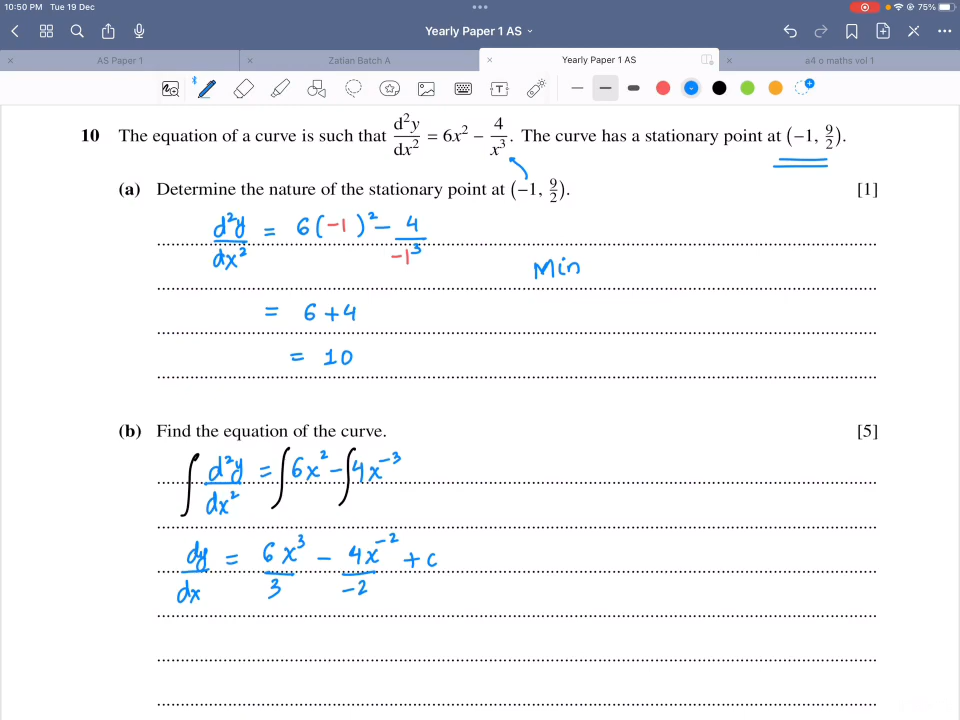 10:50 PM Tue 19 Dec 75%
Yearly Paper 1 AS
AS Paper 1 Zatian Batch A Yearly Paper 1 AS a4 o maths vol 1
10 The equation of a curve is such that d²y/dx² = 6x² − 4/x³. The curve has a stationary point at (−1, 9/2).
(a) Determine the nature of the stationary point at (−1, 9/2). [1]
d²y/dx² = 6(-1)² − 4/-1³
Min
= 6 + 4
= 10
(b) Find the equation of the curve. [5]
∫ d²y/dx² = ∫ 6x² − ∫ 4x⁻³
dy/dx = 6x³/3 − 4x⁻²/-2 + c